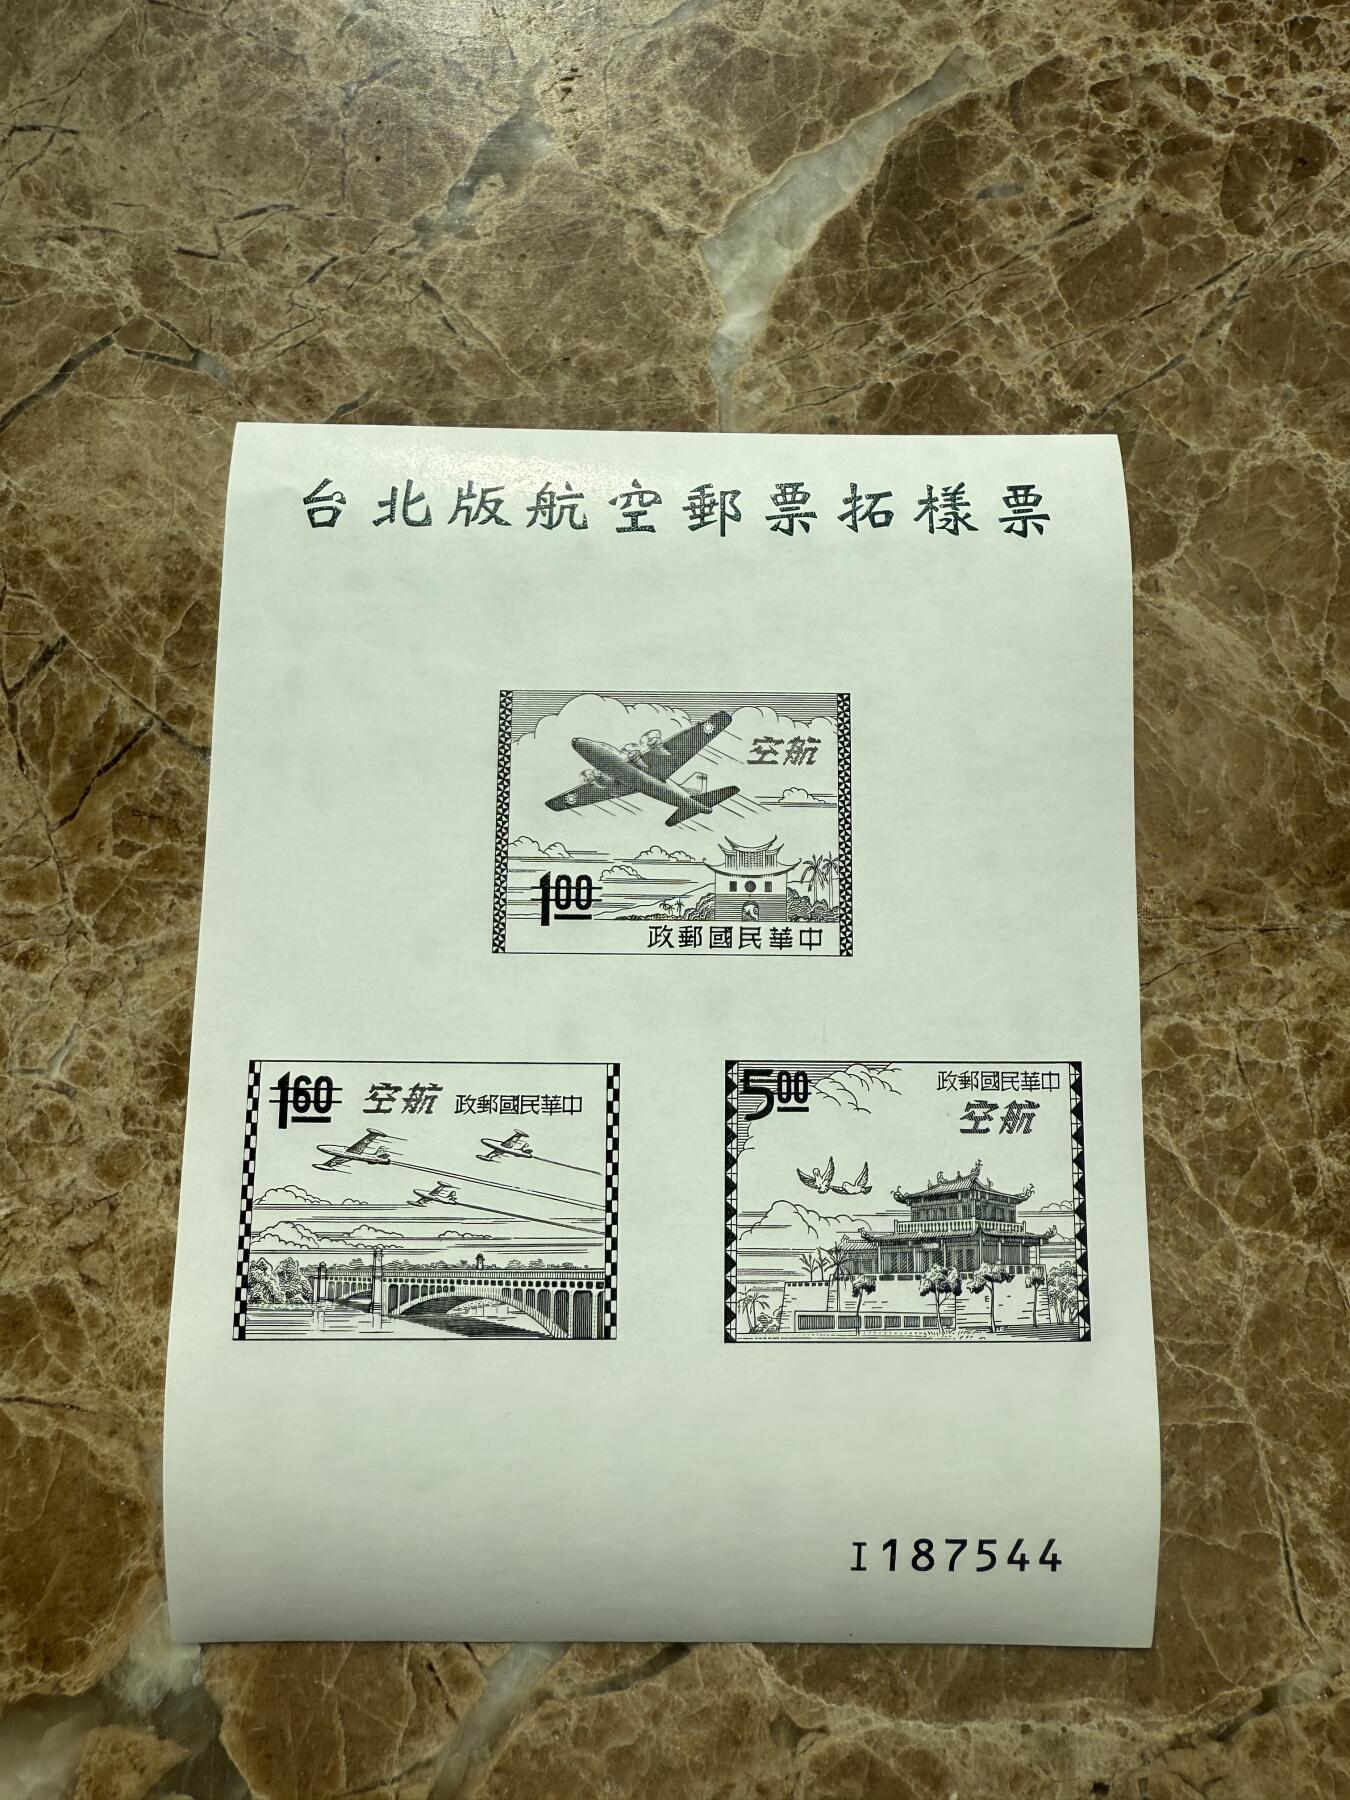 台北版航空郵票拓樣票
空航
1.00
政郵國民華中
1.60 空航 政郵國民華中
5.00 政郵國民華中
空航
I187544